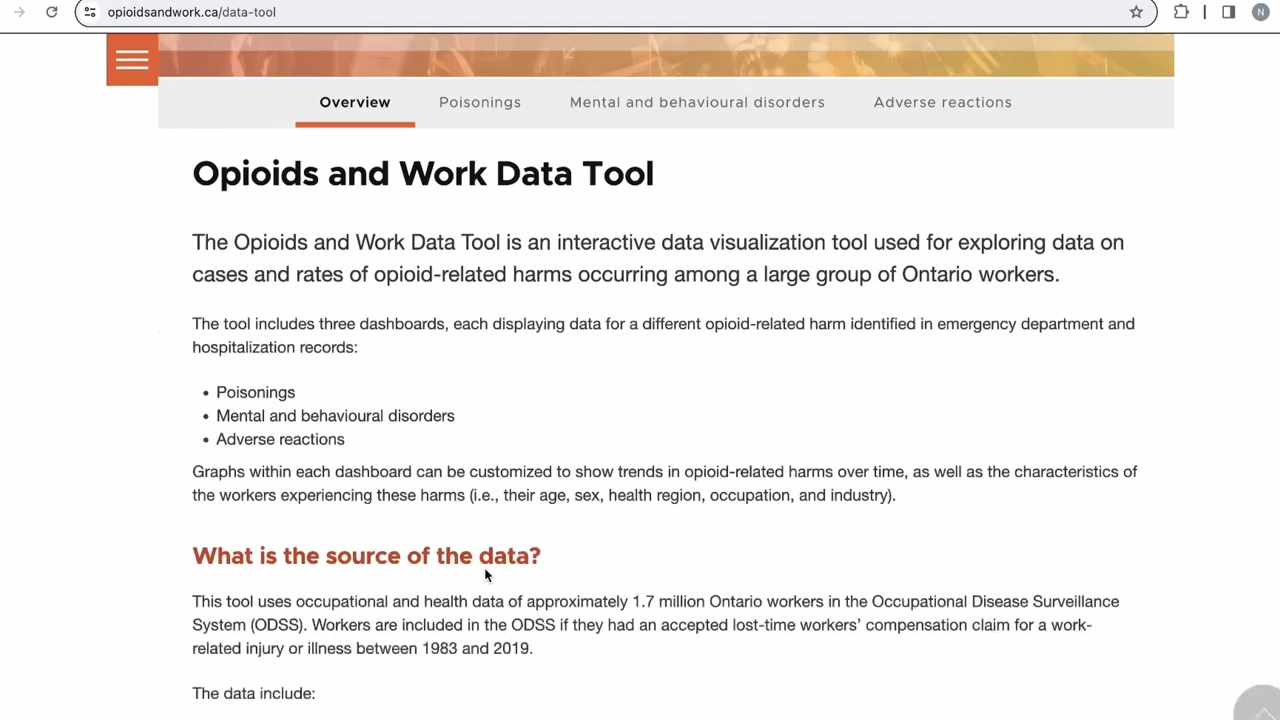 opioidsandwork.ca/data-tool
N
Overview Poisonings Mental and behavioural disorders Adverse reactions
Opioids and Work Data Tool
The Opioids and Work Data Tool is an interactive data visualization tool used for exploring data on
cases and rates of opioid-related harms occurring among a large group of Ontario workers.
The tool includes three dashboards, each displaying data for a different opioid-related harm identified in emergency department and
hospitalization records:
• Poisonings
• Mental and behavioural disorders
• Adverse reactions
Graphs within each dashboard can be customized to show trends in opioid-related harms over time, as well as the characteristics of
the workers experiencing these harms (i.e., their age, sex, health region, occupation, and industry).
What is the source of the data?
This tool uses occupational and health data of approximately 1.7 million Ontario workers in the Occupational Disease Surveillance
System (ODSS). Workers are included in the ODSS if they had an accepted lost-time workers’ compensation claim for a work-
related injury or illness between 1983 and 2019.
The data include: